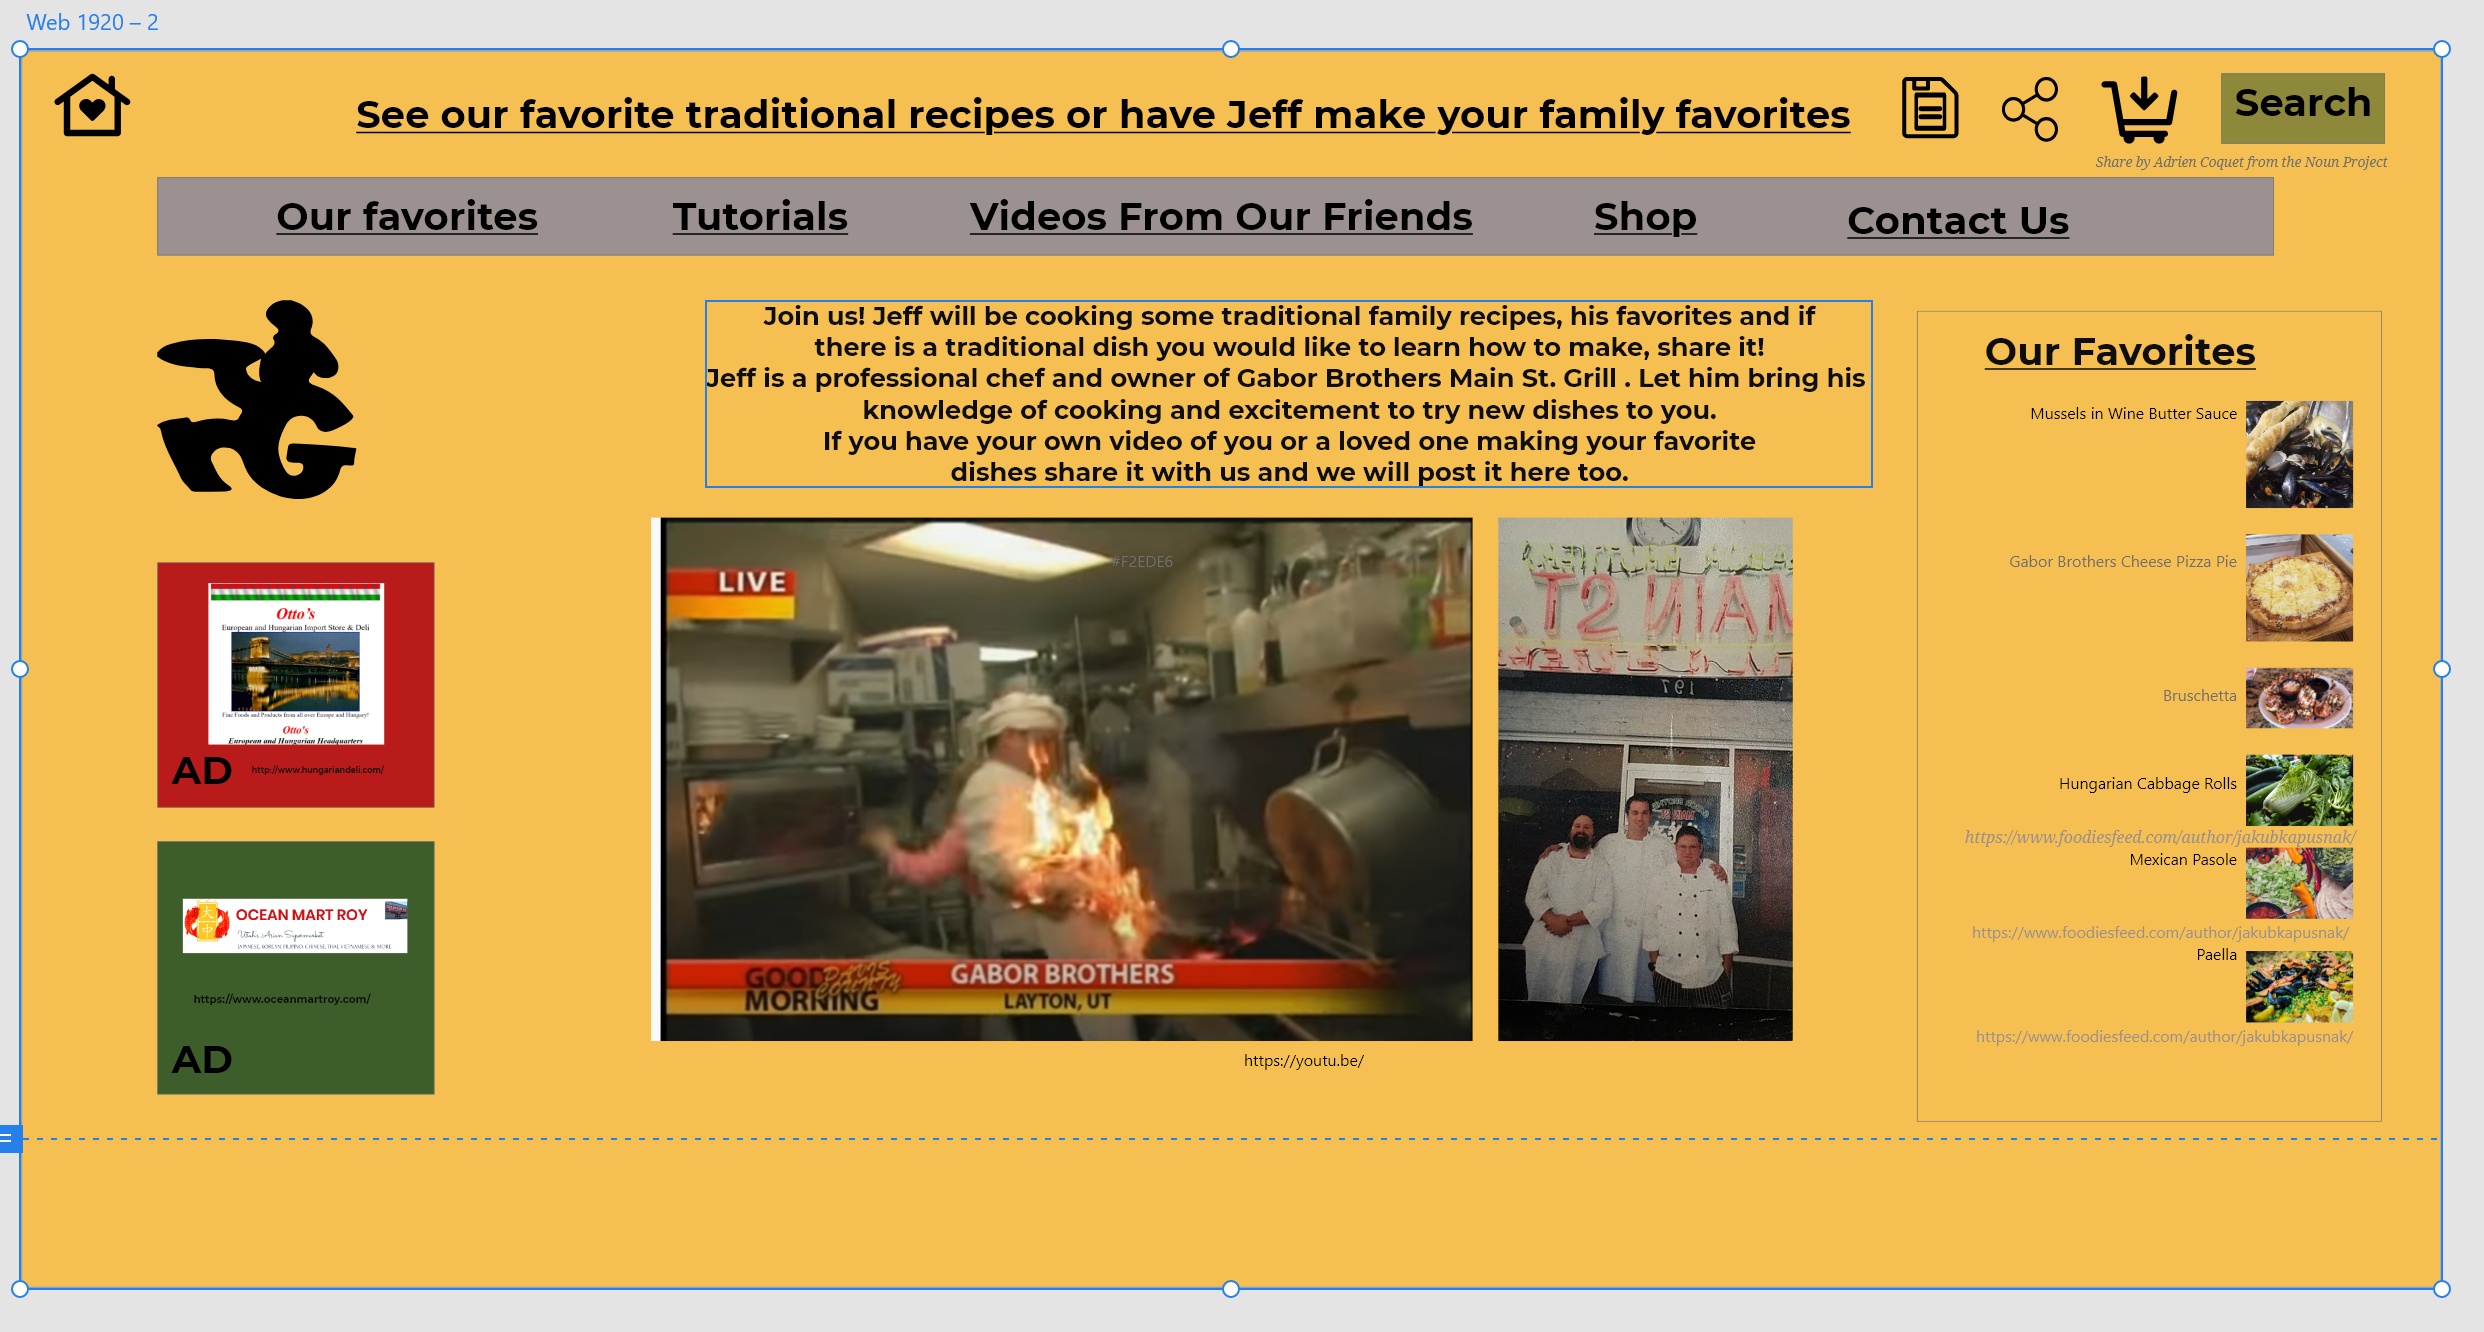 Web 1920 – 2
See our favorite traditional recipes or have Jeff make your family favorites
Search
Share by Adrien Coquet from the Noun Project
Our favorites
Tutorials
Videos From Our Friends
Shop
Contact Us
Join us! Jeff will be cooking some traditional family recipes, his favorites and if
there is a traditional dish you would like to learn how to make, share it!
Jeff is a professional chef and owner of Gabor Brothers Main St. Grill . Let him bring his
knowledge of cooking and excitement to try new dishes to you.
If you have your own video of you or a loved one making your favorite
dishes share it with us and we will post it here too.
Otto's
European and Hungarian Import Store & Deli
Fine Foods and Products from all over Europe and Hungary!
Otto's
European and Hungarian Headquarters
AD
http://www.hungariandeli.com/
大中
OCEAN MART ROY
Utah's Asian Supermarket
JAPANESE, KOREAN, FILIPINO, CHINESE, THAI, VIETNAMESE & MORE
https://www.oceanmartroy.com/
AD
#F2EDE6
LIVE
GOOD
DAVIS
COUNTY
MORNING
GABOR BROTHERS
LAYTON, UT
MAIN ST
197
https://youtu.be/
Our Favorites
Mussels in Wine Butter Sauce
Gabor Brothers Cheese Pizza Pie
Bruschetta
Hungarian Cabbage Rolls
https://www.foodiesfeed.com/author/jakubkapusnak/
Mexican Pasole
https://www.foodiesfeed.com/author/jakubkapusnak/
Paella
https://www.foodiesfeed.com/author/jakubkapusnak/